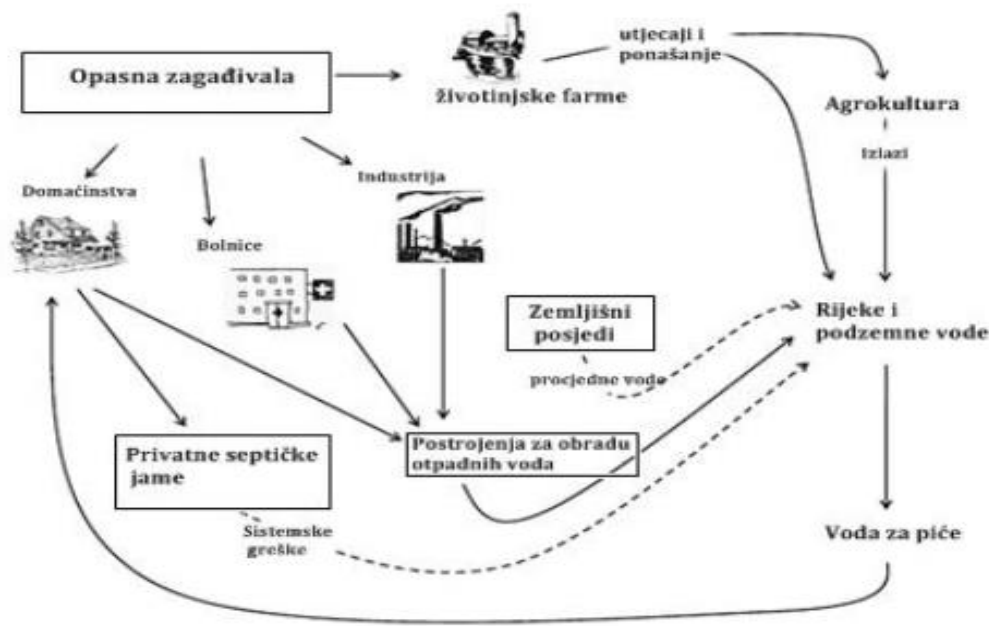 utjecaji i
ponašanje
Opasna zagađivala
životinjske farme
Agrokultura
izlazi
Industrija
Domaćinstva
Bolnice
Zemljišni
posjedi
Rijeke i
podzemne vode
procjedne vode
Privatne septičke
jame
Postrojenja za obradu
otpadnih voda
Sistemske
greške
Voda za piće